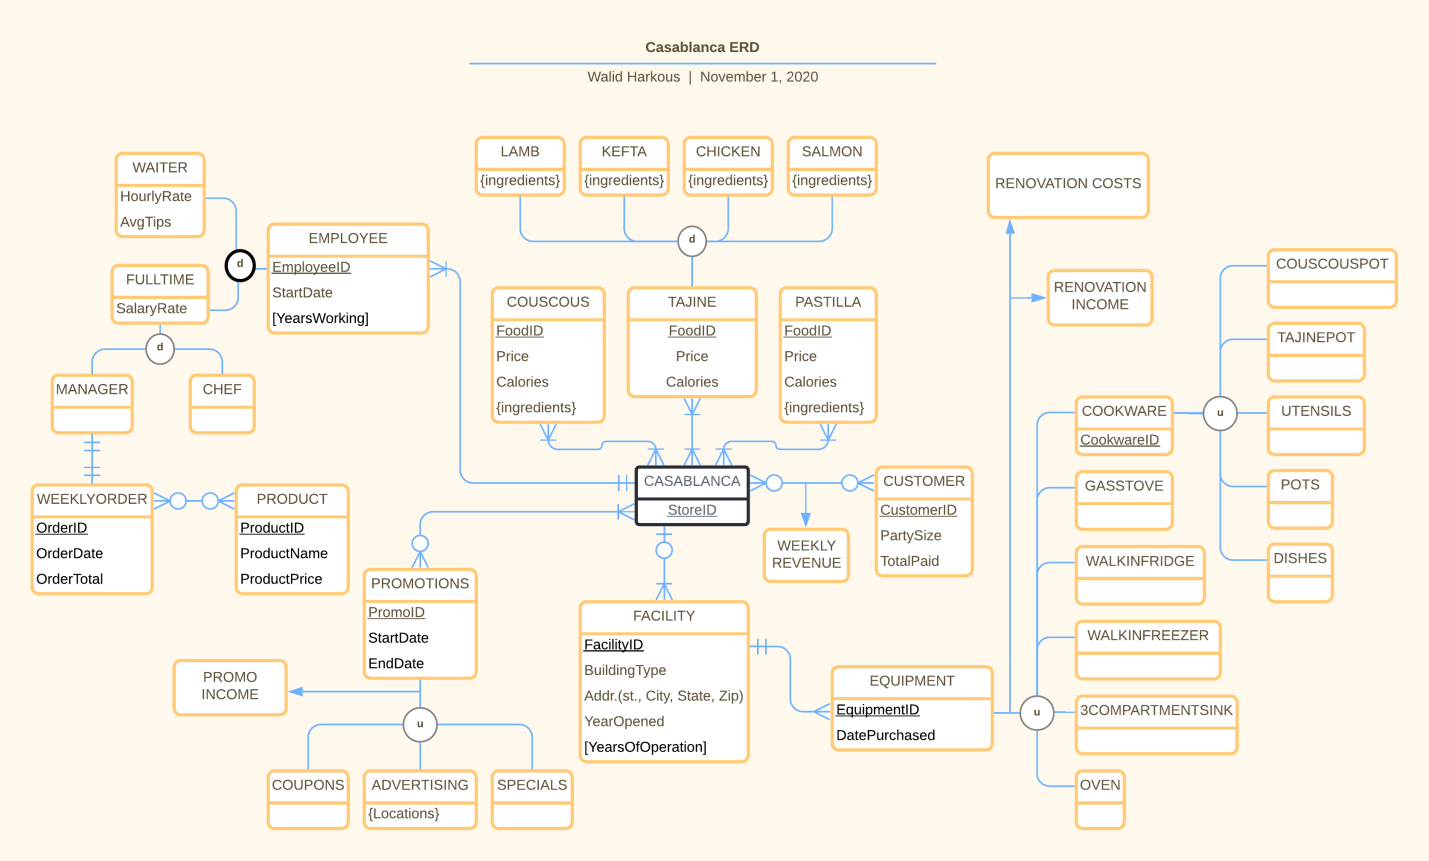 Casablanca ERD
Walid Harkous | November 1, 2020
WAITER
HourlyRate
AvgTips
d
FULLTIME
SalaryRate
d
MANAGER
CHEF
EMPLOYEE
EmployeeID
StartDate
[YearsWorking]
LAMB
{ingredients}
KEFTA
{ingredients}
CHICKEN
{ingredients}
SALMON
{ingredients}
d
COUSCOUS
FoodID
Price
Calories
{ingredients}
TAJINE
FoodID
Price
Calories
PASTILLA
FoodID
Price
Calories
{ingredients}
RENOVATION COSTS
RENOVATION
INCOME
COUSCOUSPOT
TAJINEPOT
COOKWARE
CookwareID
u
UTENSILS
POTS
DISHES
GASSTOVE
WALKINFRIDGE
WALKINFREEZER
3COMPARTMENTSINK
OVEN
u
WEEKLYORDER
OrderID
OrderDate
OrderTotal
PRODUCT
ProductID
ProductName
ProductPrice
CASABLANCA
StoreID
CUSTOMER
CustomerID
PartySize
TotalPaid
WEEKLY
REVENUE
PROMOTIONS
PromoID
StartDate
EndDate
PROMO
INCOME
u
COUPONS
ADVERTISING
{Locations}
SPECIALS
FACILITY
FacilityID
BuildingType
Addr.(st., City, State, Zip)
YearOpened
[YearsOfOperation]
EQUIPMENT
EquipmentID
DatePurchased